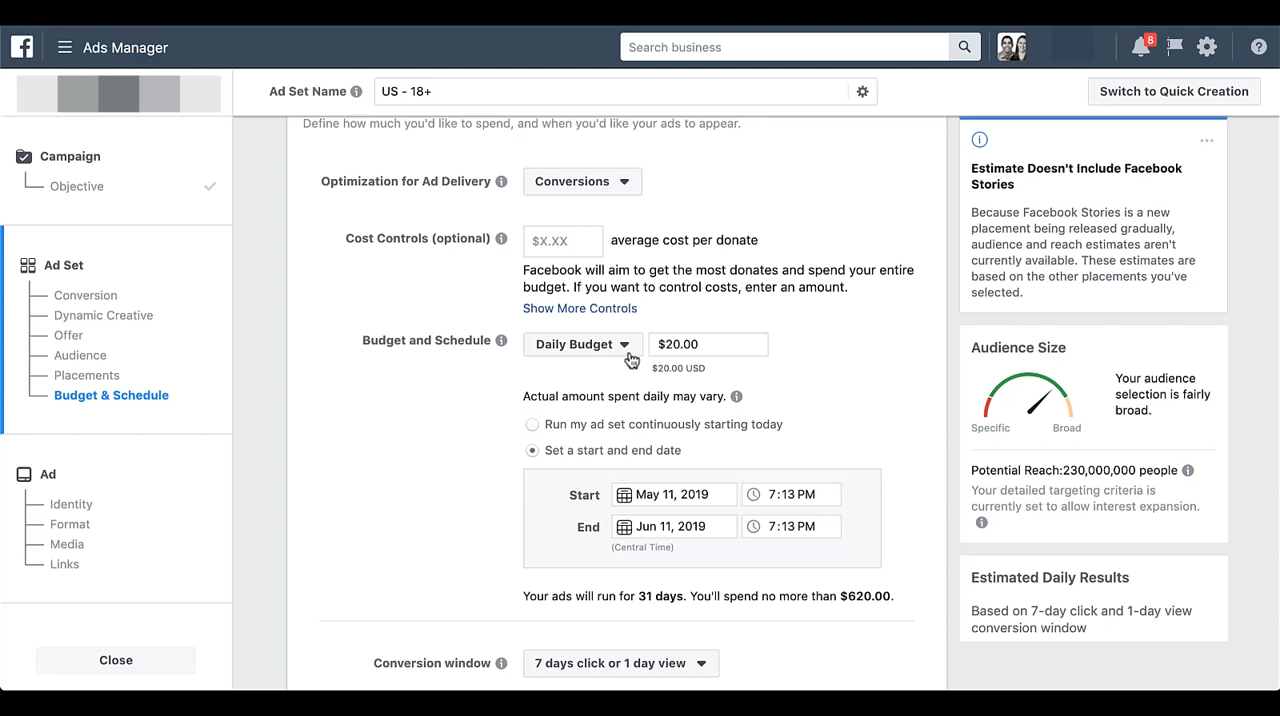 f
Ads Manager
Search business
8
Ad Set Name
US - 18+
Switch to Quick Creation
Campaign
Objective
Ad Set
Conversion
Dynamic Creative
Offer
Audience
Placements
Budget & Schedule
Ad
Identity
Format
Media
Links
Close
Define how much you'd like to spend, and when you'd like your ads to appear.
Optimization for Ad Delivery
Conversions
Cost Controls (optional)
$X.XX
average cost per donate
Facebook will aim to get the most donates and spend your entire
budget. If you want to control costs, enter an amount.
Show More Controls
Budget and Schedule
Daily Budget
$20.00
$20.00 USD
Actual amount spent daily may vary.
Run my ad set continuously starting today
Set a start and end date
Start
May 11, 2019
7:13 PM
End
Jun 11, 2019
7:13 PM
(Central Time)
Your ads will run for 31 days. You'll spend no more than $620.00.
Conversion window
7 days click or 1 day view
Estimate Doesn't Include Facebook
Stories
Because Facebook Stories is a new
placement being released gradually,
audience and reach estimates aren't
currently available. These estimates are
based on the other placements you've
selected.
Audience Size
Specific
Broad
Your audience
selection is fairly
broad.
Potential Reach:230,000,000 people
Your detailed targeting criteria is
currently set to allow interest expansion.
Estimated Daily Results
Based on 7-day click and 1-day view
conversion window